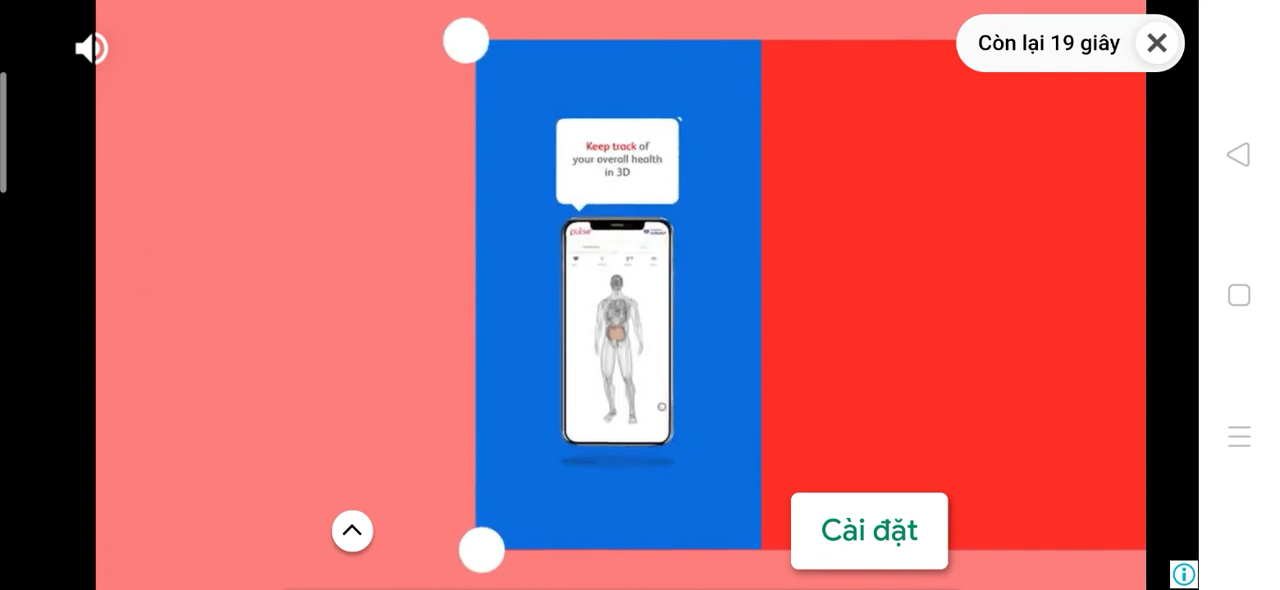 Còn lại 19 giây
Keep track of
your overall health
in 3D
pulse
Cài đặt